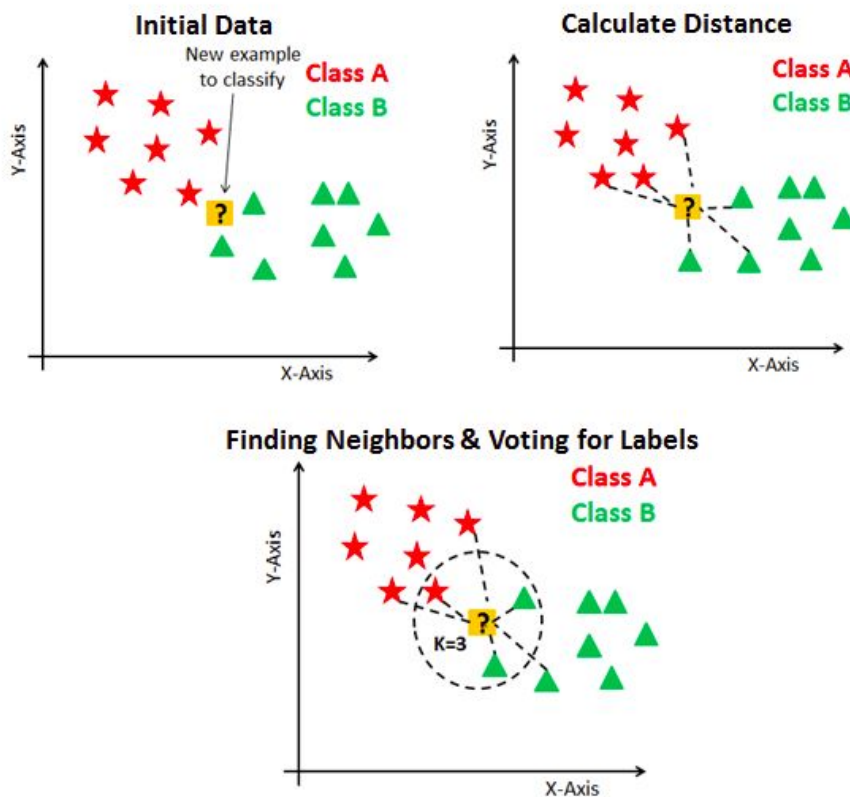 Initial Data
New example
to classify
Class A
Class B
Y-Axis
?
X-Axis
Calculate Distance
Class A
Class B
Y-Axis
?
X-Axis
Finding Neighbors & Voting for Labels
Class A
Class B
Y-Axis
?
K=3
X-Axis